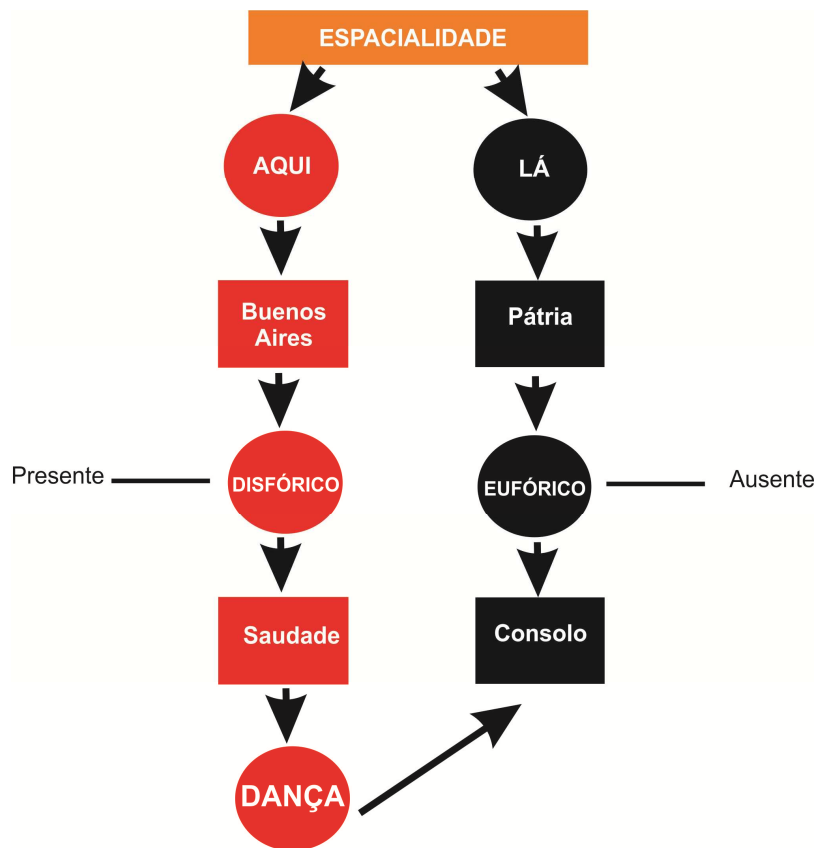 ESPACIALIDADE
AQUI
LÁ
Buenos
Aires
Pátria
Presente
DISFÓRICO
EUFÓRICO
Ausente
Saudade
Consolo
DANÇA